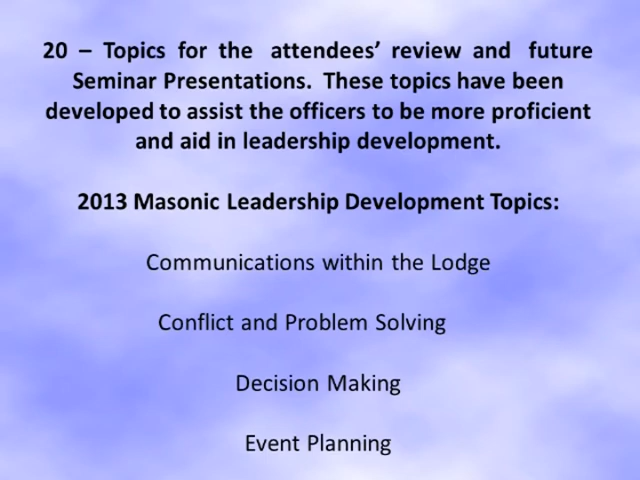 20 – Topics for the attendees’ review and future
Seminar Presentations. These topics have been
developed to assist the officers to be more proficient
and aid in leadership development.
2013 Masonic Leadership Development Topics:
Communications within the Lodge
Conflict and Problem Solving
Decision Making
Event Planning